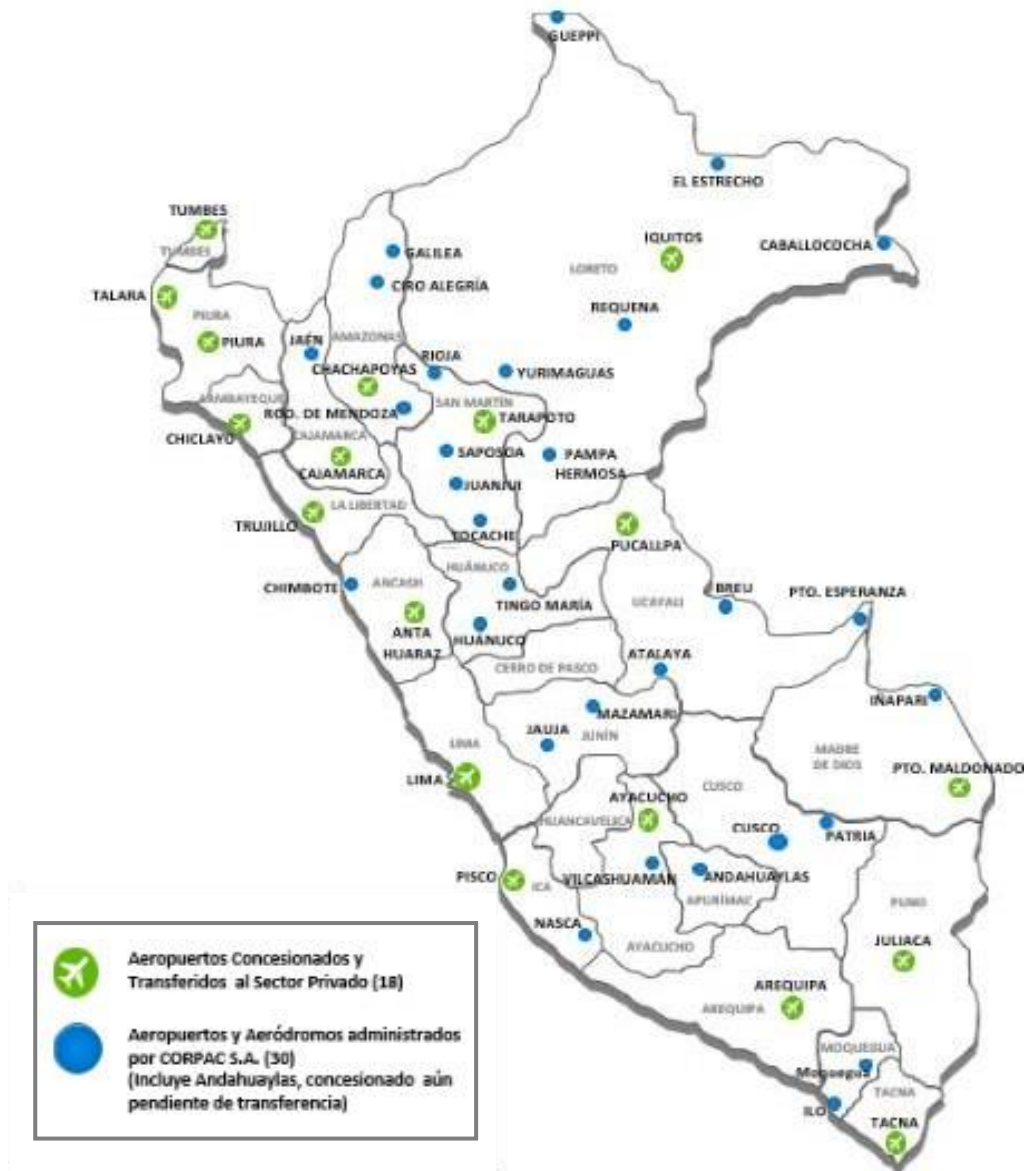 GUEPPI
EL ESTRECHO
TUMBES
TUMBES
IQUITOS
CABALLOCOCHA
GALILEA
LORETO
CIRO ALEGRÍA
TALARA
REQUENA
PIURA
PIURA
JAÉN
AMAZONAS
RIOJA
CHACHAPOYAS
YURIMAGUAS
LAMBAYEQUE
SAN MARTÍN
ROD. DE MENDOZA
TARAPOTO
CHICLAYO
CAJAMARCA
CAJAMARCA
SAPOSOA
PAMPA
HERMOSA
JUANJUI
LA LIBERTAD
TRUJILLO
TOCACHE
PUCALLPA
HUÁNUCO
CHIMBOTE
ANCASH
BREU
PTO. ESPERANZA
TINGO MARÍA
UCAYALI
ANTA
HUARAZ
HUÁNUCO
ATALAYA
CERRO DE PASCO
IÑAPARI
MAZAMARI
JAUJA
JUNÍN
LIMA
MADRE
DE DIOS
PTO. MALDONADO
LIMA
CUSCO
AYACUCHO
HUANCAVELICA
CUSCO
PATRIA
PISCO
ICA
VILCASHUAMÁN
ANDAHUAYLAS
APURÍMAC
PUNO
NASCA
AYACUCHO
JULIACA
AREQUIPA
AREQUIPA
MOQUEGUA
Moquegua
TACNA
ILO
TACNA
Aeropuertos Concesionados y
Transferidos al Sector Privado (18)
Aeropuertos y Aeródromos administrados
por CORPAC S.A. (30)
(Incluye Andahuaylas, concesionado aún
pendiente de transferencia)